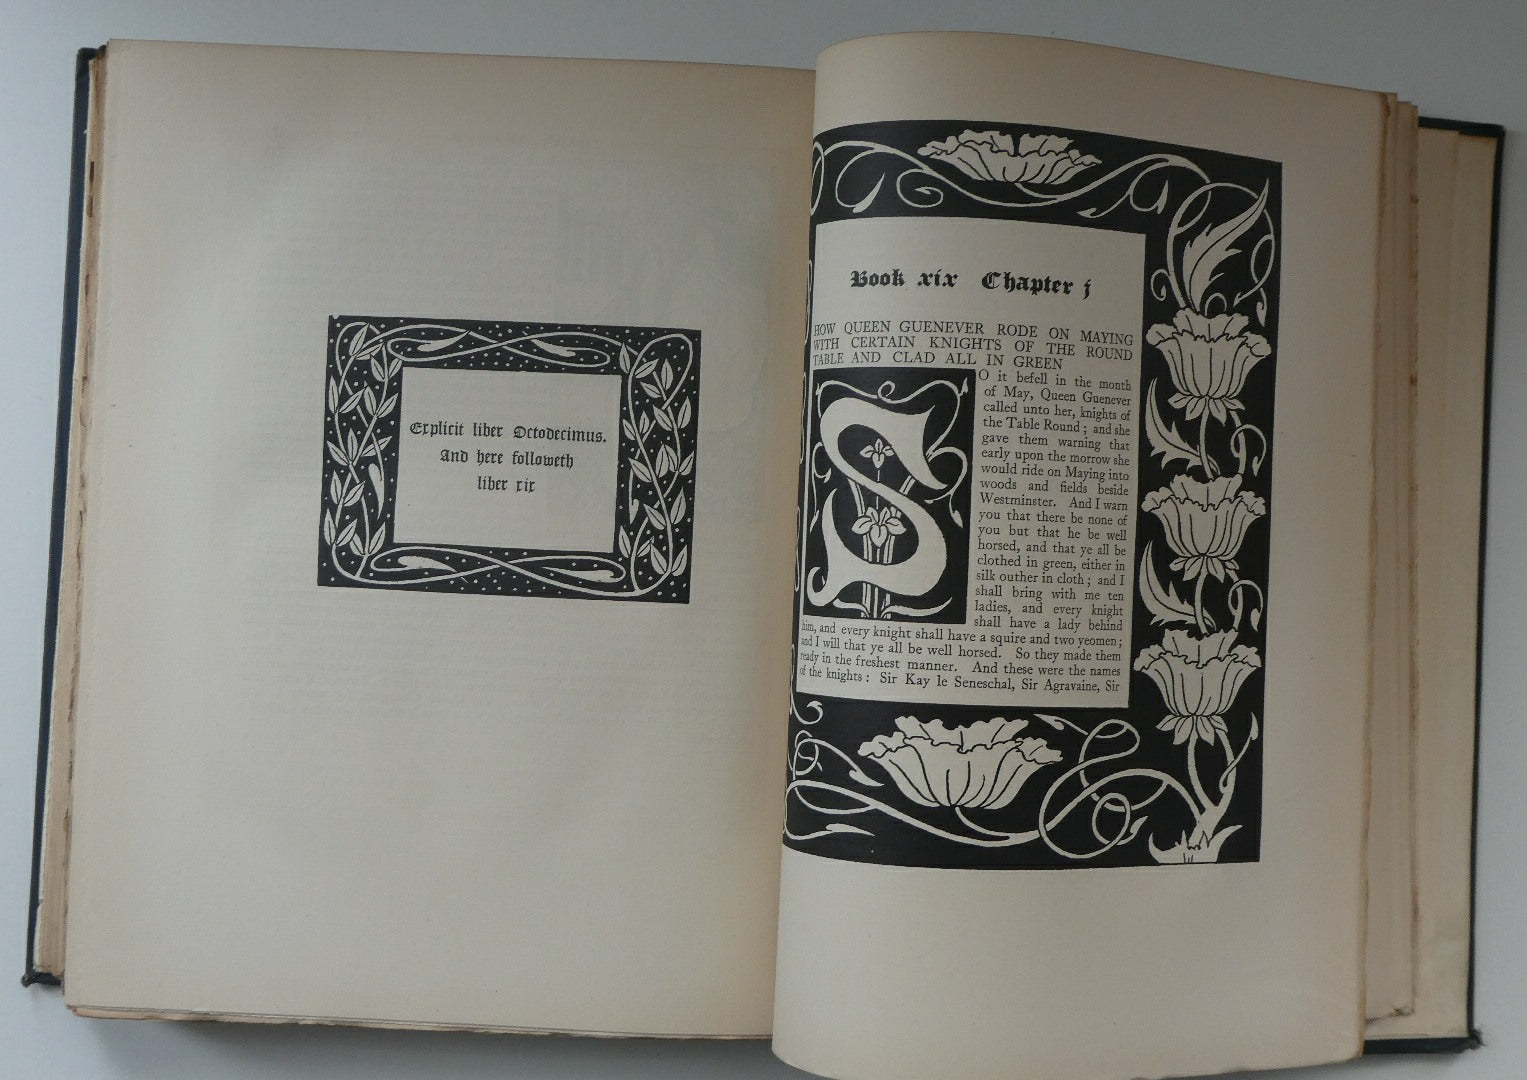 Explicit liber Octodecimus.
And here followeth
liber xix
Book xix Chapter j
HOW QUEEN GUENEVER RODE ON MAYING
WITH CERTAIN KNIGHTS OF THE ROUND
TABLE AND CLAD ALL IN GREEN
SO it befell in the month
of May, Queen Guenever
called unto her, knights of
the Table Round; and she
gave them warning that
early upon the morrow she
would ride on Maying into
woods and fields beside
Westminster. And I warn
you that there be none of
you but that he be well
horsed, and that ye all be
clothed in green, either in
silk outher in cloth; and I
shall bring with me ten
ladies, and every knight
shall have a lady behind
him, and every knight shall have a squire and two yeomen;
and I will that ye all be well horsed. So they made them
ready in the freshest manner. And these were the names
of the knights: Sir Kay le Seneschal, Sir Agravaine, Sir